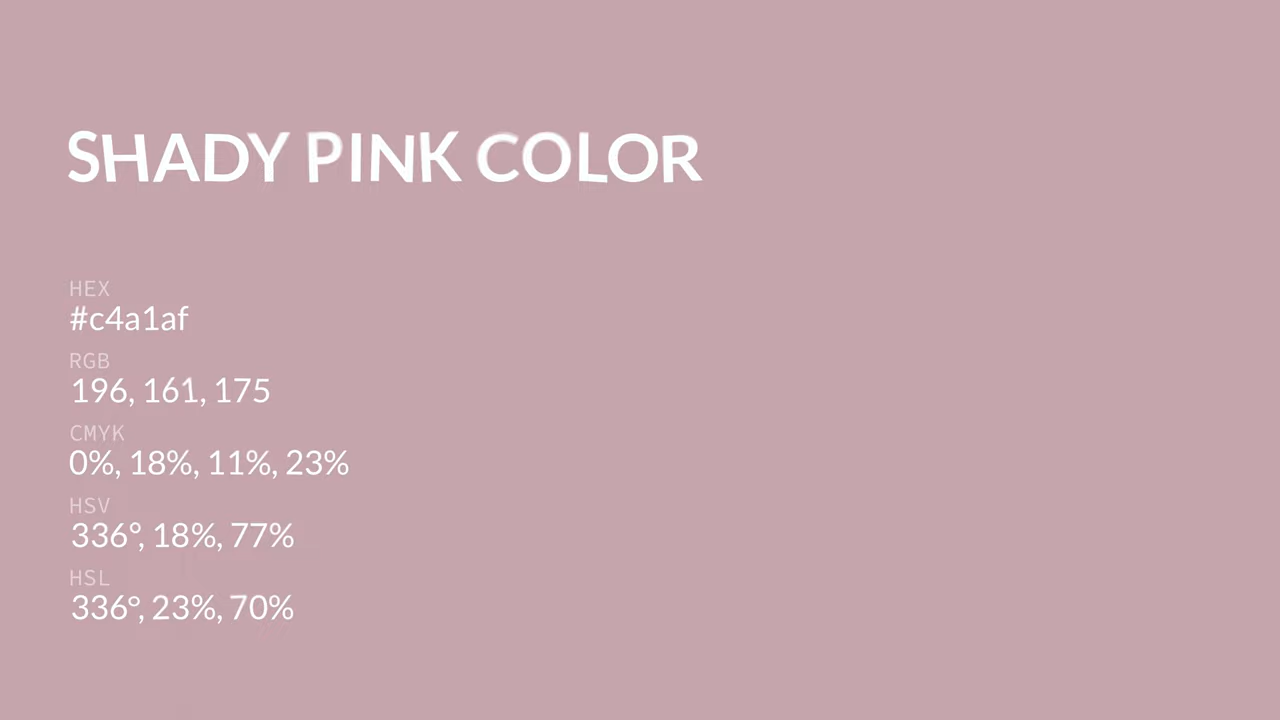 SHADY PINK COLOR
HEX
#c4a1af
RGB
196, 161, 175
CMYK
0%, 18%, 11%, 23%
HSV
336°, 18%, 77%
HSL
336°, 23%, 70%